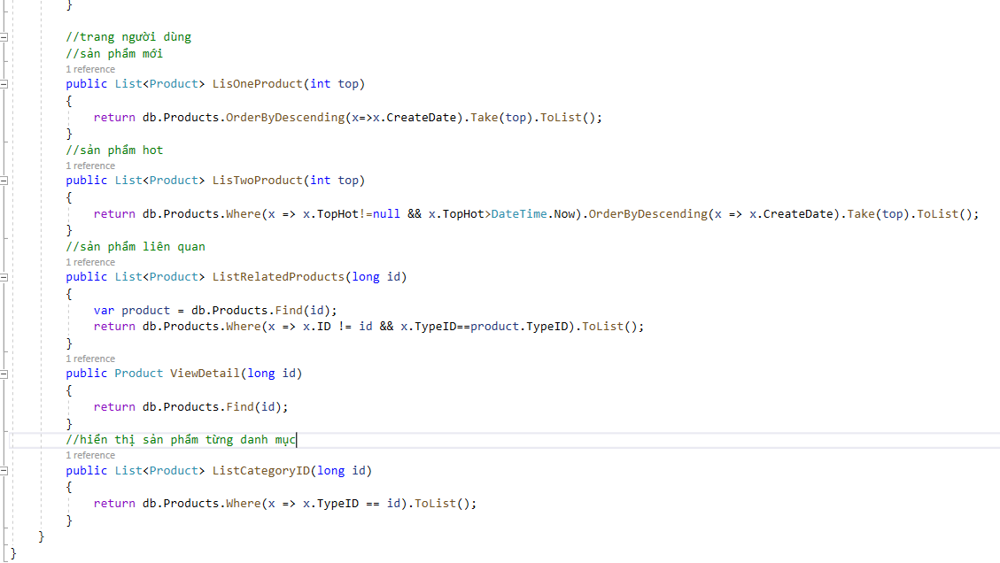 }
//trang người dùng
//sản phẩm mới
1 reference
public List<Product> LisOneProduct(int top)
{
return db.Products.OrderByDescending(x=>x.CreateDate).Take(top).ToList();
}
//sản phẩm hot
1 reference
public List<Product> LisTwoProduct(int top)
{
return db.Products.Where(x => x.TopHot!=null && x.TopHot>DateTime.Now).OrderByDescending(x => x.CreateDate).Take(top).ToList();
}
//sản phẩm liên quan
1 reference
public List<Product> ListRelatedProducts(long id)
{
var product = db.Products.Find(id);
return db.Products.Where(x => x.ID != id && x.TypeID==product.TypeID).ToList();
}
1 reference
public Product ViewDetail(long id)
{
return db.Products.Find(id);
}
//hiển thị sản phẩm từng danh mục
1 reference
public List<Product> ListCategoryID(long id)
{
return db.Products.Where(x => x.TypeID == id).ToList();
}
}
}